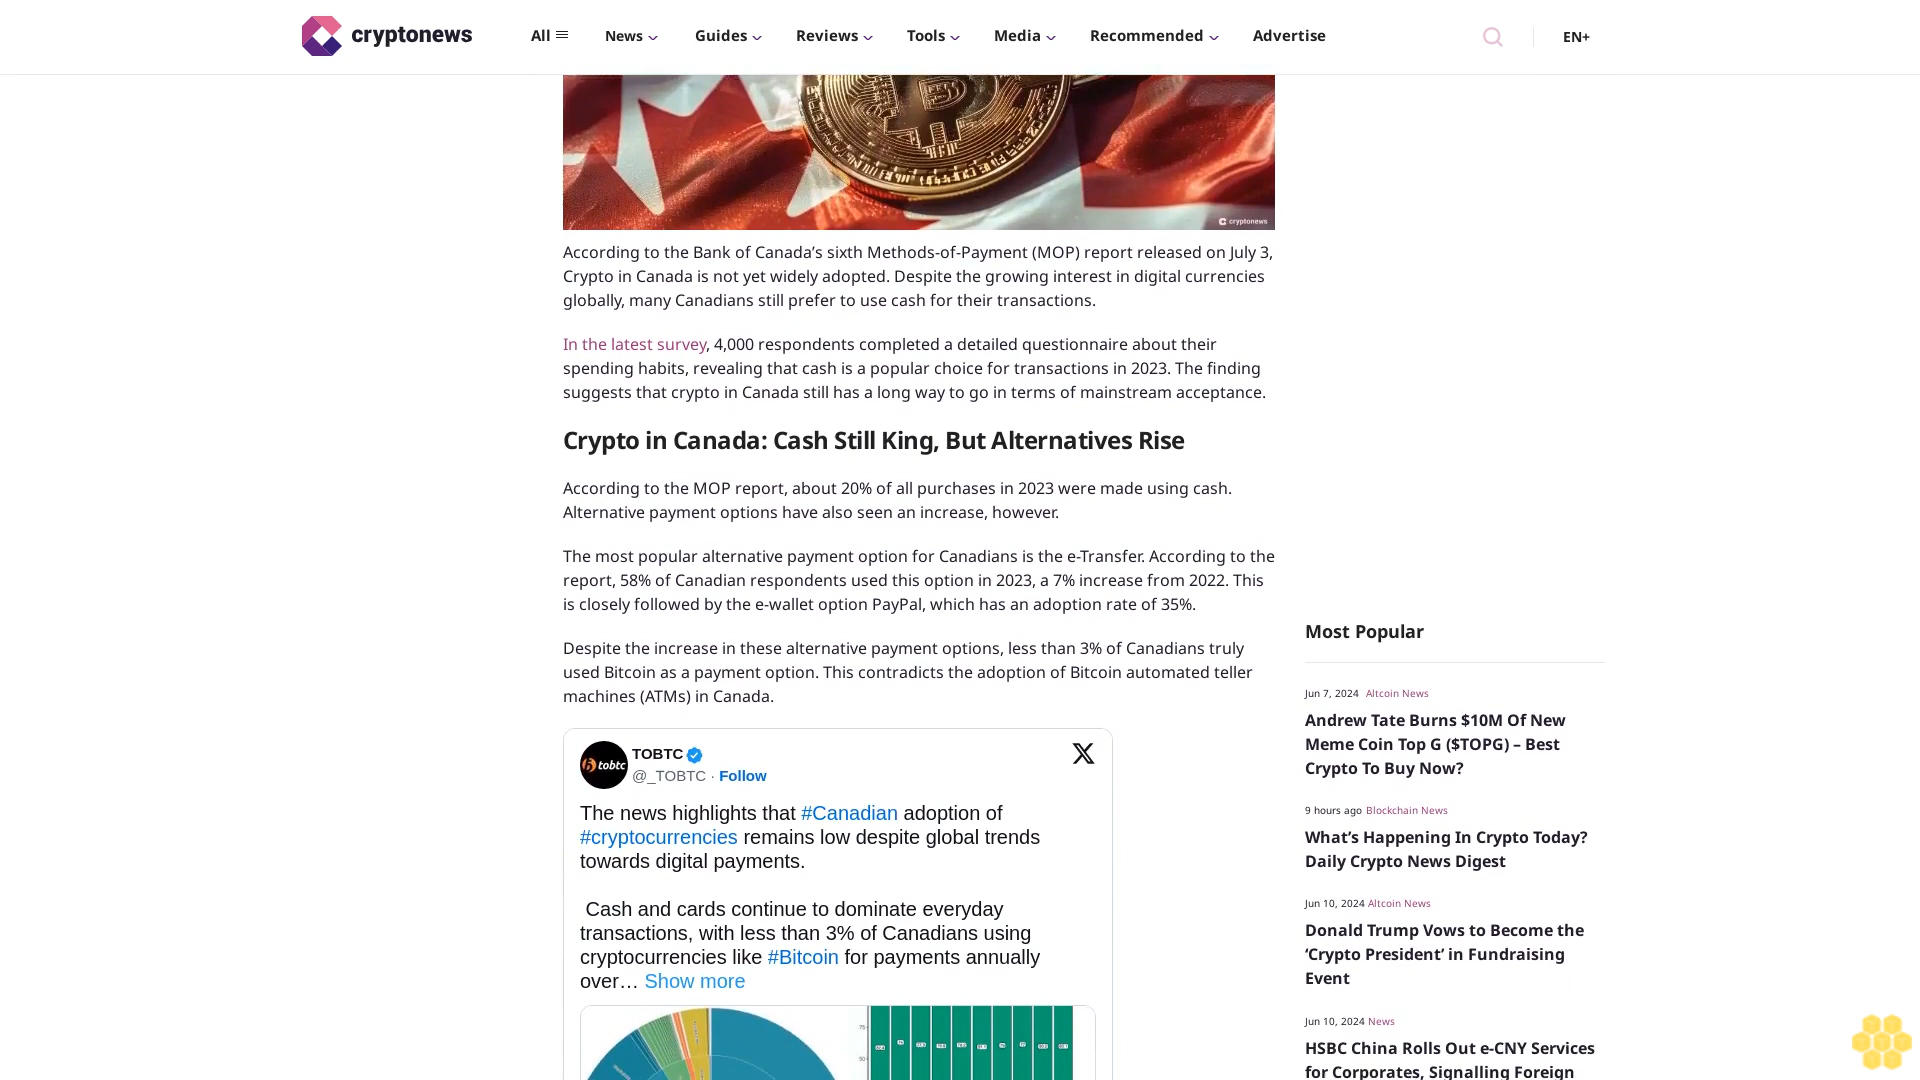 cryptonews
All
News
Guides
Reviews
Tools
Media
Recommended
Advertise
EN+
cryptonews
According to the Bank of Canada’s sixth Methods-of-Payment (MOP) report released on July 3,
Crypto in Canada is not yet widely adopted. Despite the growing interest in digital currencies
globally, many Canadians still prefer to use cash for their transactions.
In the latest survey, 4,000 respondents completed a detailed questionnaire about their
spending habits, revealing that cash is a popular choice for transactions in 2023. The finding
suggests that crypto in Canada still has a long way to go in terms of mainstream acceptance.
Crypto in Canada: Cash Still King, But Alternatives Rise
According to the MOP report, about 20% of all purchases in 2023 were made using cash.
Alternative payment options have also seen an increase, however.
The most popular alternative payment option for Canadians is the e-Transfer. According to the
report, 58% of Canadian respondents used this option in 2023, a 7% increase from 2022. This
is closely followed by the e-wallet option PayPal, which has an adoption rate of 35%.
Despite the increase in these alternative payment options, less than 3% of Canadians truly
used Bitcoin as a payment option. This contradicts the adoption of Bitcoin automated teller
machines (ATMs) in Canada.
tobtc
TOBTC
@_TOBTC · Follow
The news highlights that #Canadian adoption of
#cryptocurrencies remains low despite global trends
towards digital payments.
Cash and cards continue to dominate everyday
transactions, with less than 3% of Canadians using
cryptocurrencies like #Bitcoin for payments annually
over… Show more
75
50
Most Popular
Jun 7, 2024 Altcoin News
Andrew Tate Burns $10M Of New
Meme Coin Top G ($TOPG) – Best
Crypto To Buy Now?
9 hours ago Blockchain News
What’s Happening In Crypto Today?
Daily Crypto News Digest
Jun 10, 2024 Altcoin News
Donald Trump Vows to Become the
‘Crypto President’ in Fundraising
Event
Jun 10, 2024 News
HSBC China Rolls Out e-CNY Services
for Corporates, Signalling Foreign